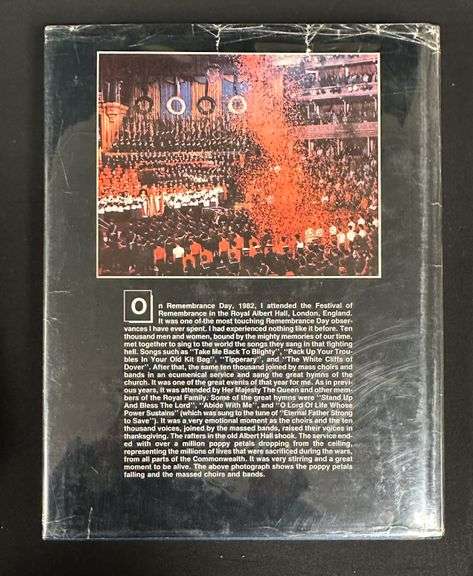 On Remembrance Day, 1982, I attended the Festival of
Remembrance in the Royal Albert Hall, London, England.
It was one of the most touching Remembrance Day obser-
vances I have ever spent. I had experienced nothing like it before. Ten
thousand men and women, bound by the mighty memories of our time,
met together to sing to the world the songs they sang in that fighting
hell. Songs such as "Take Me Back To Blighty", "Pack Up Your Trou-
bles In Your Old Kit Bag", "Tipperary", and "The White Cliffs of
Dover". After that, the same ten thousand joined by mass choirs and
bands in an ecumenical service and sang the great hymns of the
church. It was one of the great events of that year for me. As in previ-
ous years, it was attended by Her Majesty The Queen and other mem-
bers of the Royal Family. Some of the great hymns were "Stand Up
And Bless The Lord", "Abide With Me", and "O Lord Of Life Whose
Power Sustains" (which was sung to the tune of "Eternal Father Strong
to Save"). It was a very emotional moment as the choirs and the ten
thousand voices, joined by the massed bands, raised their voices in
thanksgiving. The rafters in the old Albert Hall shook. The service end-
ed with over a million poppy petals dropping from the ceiling,
representing the millions of lives that were sacrificed during the wars,
from all parts of the Commonwealth. It was very stirring and a great
moment to be alive. The above photograph shows the poppy petals
falling and the massed choirs and bands.